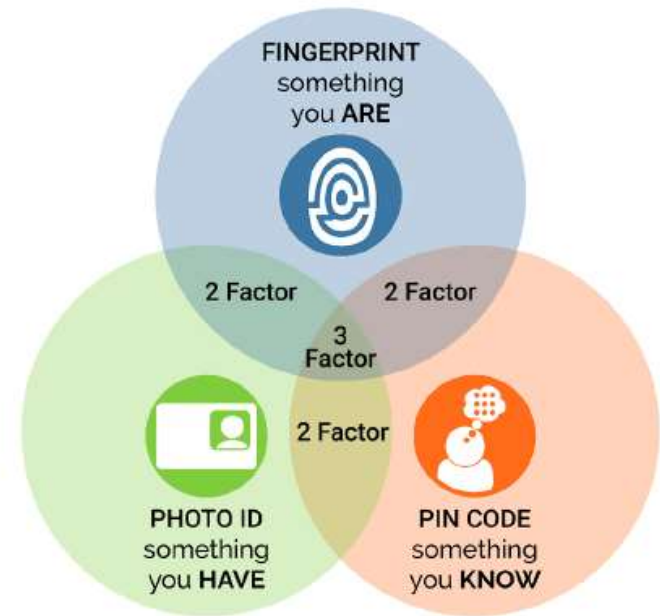 FINGERPRINT
something
you ARE
2 Factor
2 Factor
3
Factor
2 Factor
PHOTO ID
something
you HAVE
PIN CODE
something
you KNOW